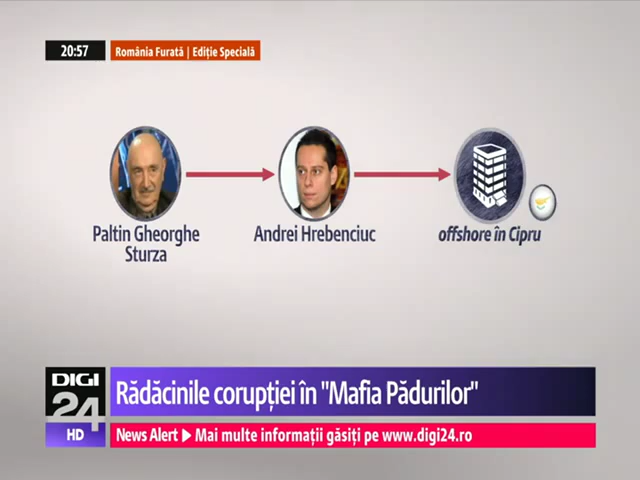 20:57
România Furată | Ediție Specială
Paltin Gheorghe
Sturza
Andrei Hrebenciuc
offshore în Cipru
DIGI
24
HD
Rădăcinile corupției în "Mafia Pădurilor"
News Alert Mai multe informații găsiți pe www.digi24.ro